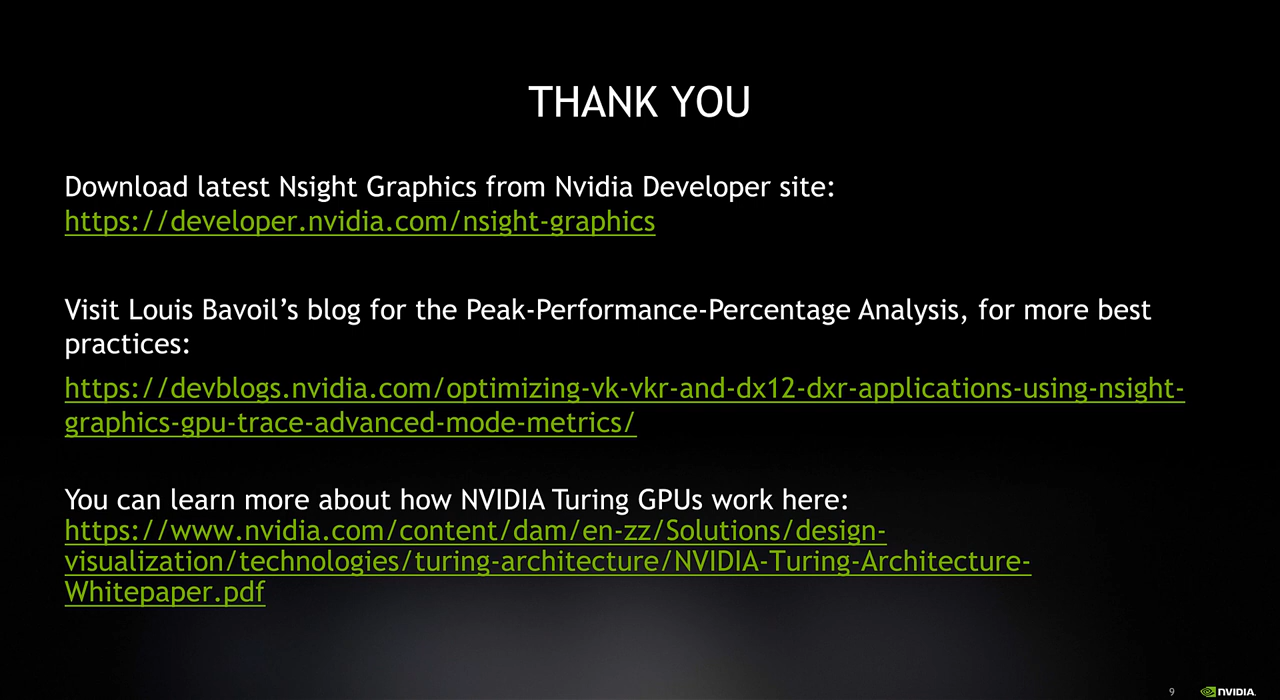 THANK YOU
Download latest Nsight Graphics from Nvidia Developer site:
https://developer.nvidia.com/nsight-graphics
Visit Louis Bavoil’s blog for the Peak-Performance-Percentage Analysis, for more best
practices:
https://devblogs.nvidia.com/optimizing-vk-vkr-and-dx12-dxr-applications-using-nsight-
graphics-gpu-trace-advanced-mode-metrics/
You can learn more about how NVIDIA Turing GPUs work here:
https://www.nvidia.com/content/dam/en-zz/Solutions/design-
visualization/technologies/turing-architecture/NVIDIA-Turing-Architecture-
Whitepaper.pdf
9 NVIDIA.